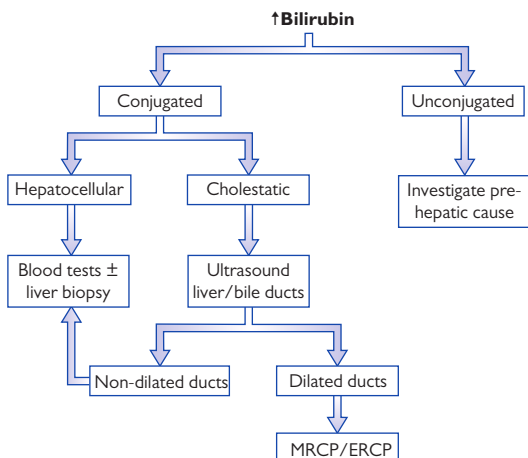 ↑Bilirubin
Conjugated
Unconjugated
Hepatocellular
Cholestatic
Investigate pre-
hepatic cause
Blood tests ±
liver biopsy
Ultrasound
liver/bile ducts
Non-dilated ducts
Dilated ducts
MRCP/ERCP